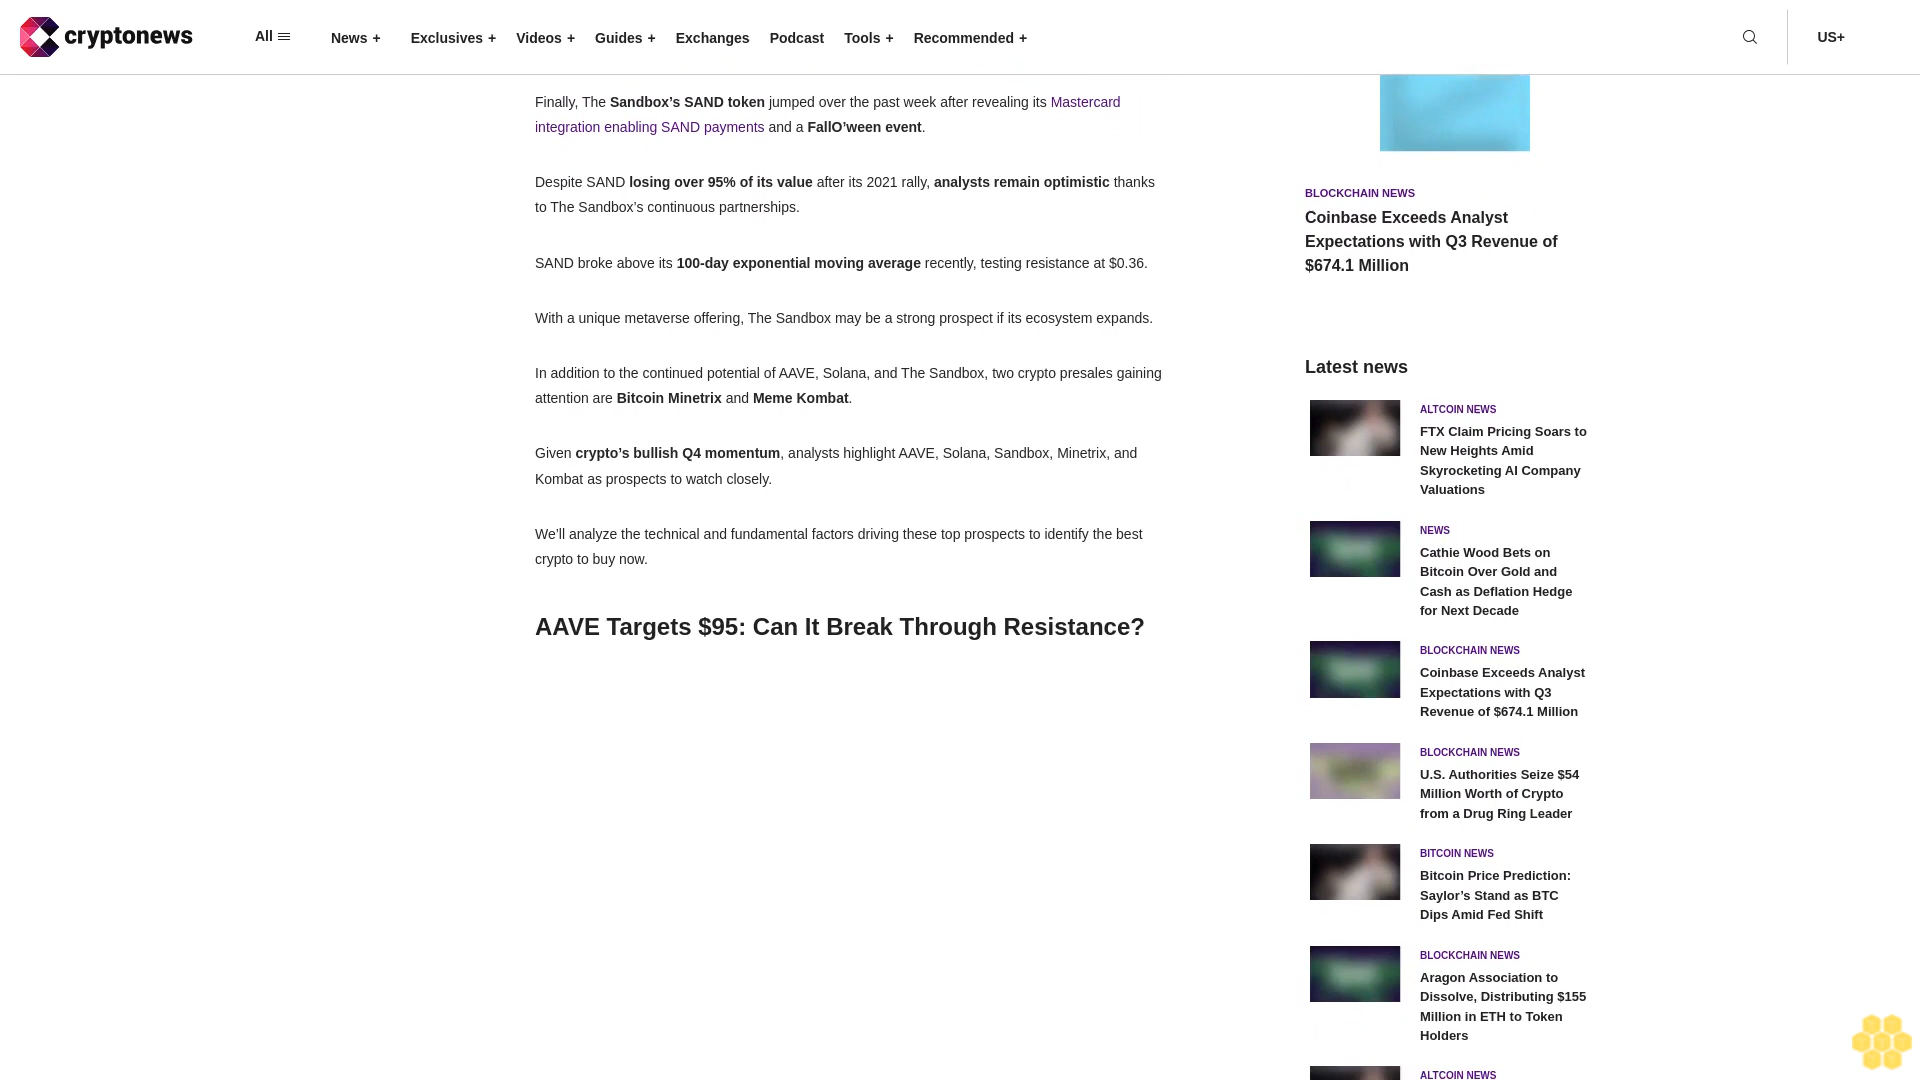 cryptonews
All
News +
Exclusives +
Videos +
Guides +
Exchanges
Podcast
Tools +
Recommended +
US+
Finally, The Sandbox’s SAND token jumped over the past week after revealing its Mastercard
integration enabling SAND payments and a FallO’ween event.
Despite SAND losing over 95% of its value after its 2021 rally, analysts remain optimistic thanks
to The Sandbox’s continuous partnerships.
SAND broke above its 100-day exponential moving average recently, testing resistance at $0.36.
With a unique metaverse offering, The Sandbox may be a strong prospect if its ecosystem expands.
In addition to the continued potential of AAVE, Solana, and The Sandbox, two crypto presales gaining
attention are Bitcoin Minetrix and Meme Kombat.
Given crypto’s bullish Q4 momentum, analysts highlight AAVE, Solana, Sandbox, Minetrix, and
Kombat as prospects to watch closely.
We’ll analyze the technical and fundamental factors driving these top prospects to identify the best
crypto to buy now.
AAVE Targets $95: Can It Break Through Resistance?
BLOCKCHAIN NEWS
Coinbase Exceeds Analyst
Expectations with Q3 Revenue of
$674.1 Million
Latest news
ALTCOIN NEWS
FTX Claim Pricing Soars to
New Heights Amid
Skyrocketing AI Company
Valuations
NEWS
Cathie Wood Bets on
Bitcoin Over Gold and
Cash as Deflation Hedge
for Next Decade
BLOCKCHAIN NEWS
Coinbase Exceeds Analyst
Expectations with Q3
Revenue of $674.1 Million
BLOCKCHAIN NEWS
U.S. Authorities Seize $54
Million Worth of Crypto
from a Drug Ring Leader
BITCOIN NEWS
Bitcoin Price Prediction:
Saylor’s Stand as BTC
Dips Amid Fed Shift
BLOCKCHAIN NEWS
Aragon Association to
Dissolve, Distributing $155
Million in ETH to Token
Holders
ALTCOIN NEWS